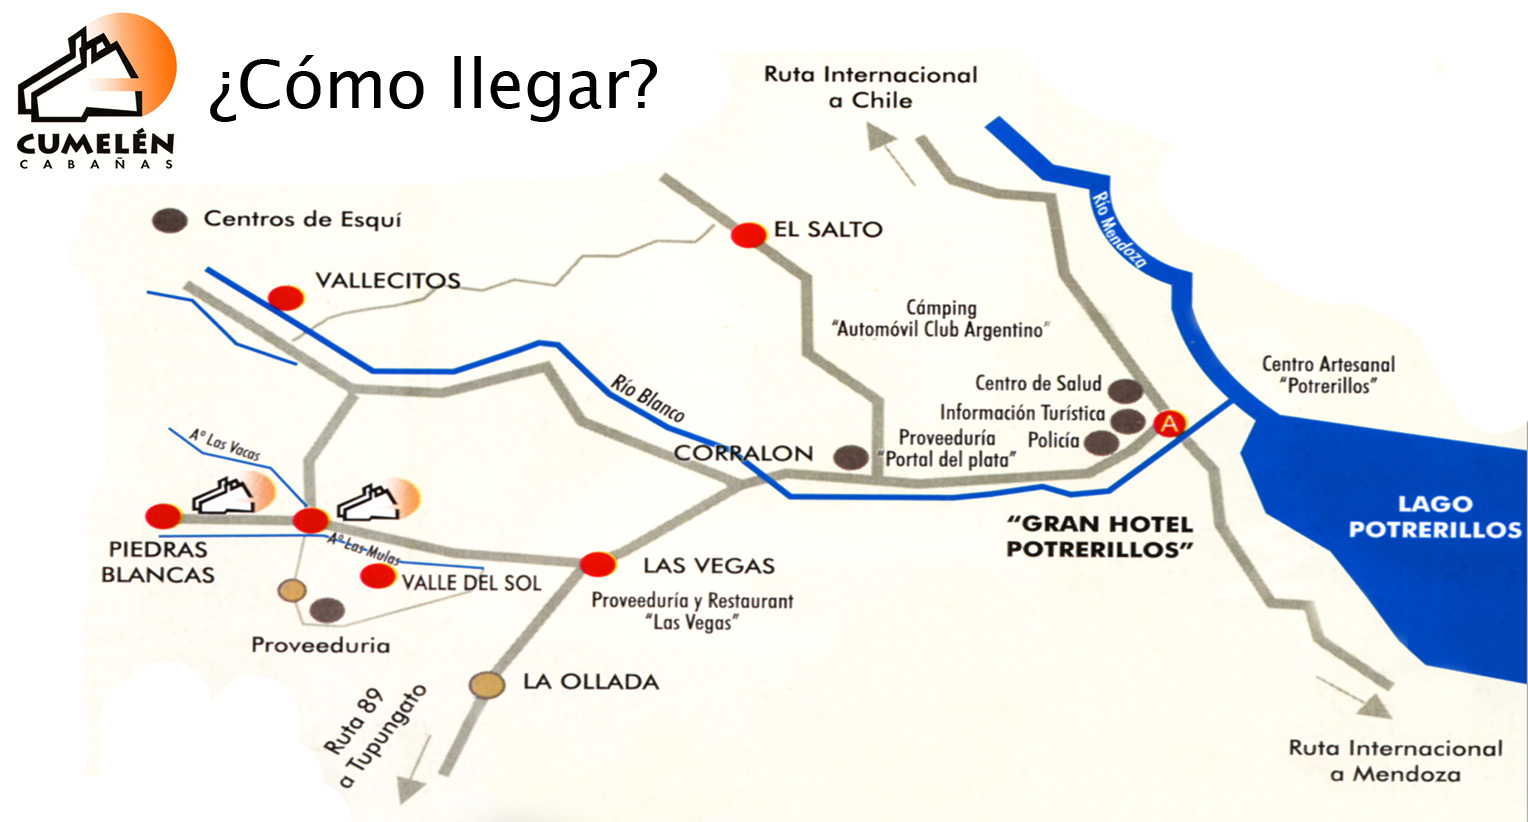 CUMELÉN
CABAÑAS
¿Cómo llegar?
Ruta Internacional
a Chile
Río Mendoza
Centros de Esquí
EL SALTO
VALLECITOS
Cámping
“Automóvil Club Argentino”
Centro Artesanal
“Potrerillos”
Centro de Salud
Río Blanco
Información Turística
A
Aº Las Vacas
Proveeduría
“Portal del plata”
Policía
CORRALON
LAGO
POTRERILLOS
“GRAN HOTEL
POTRERILLOS”
PIEDRAS
BLANCAS
Aº Las Mulas
VALLE DEL SOL
LAS VEGAS
Proveeduría y Restaurant
“Las Vegas”
Proveeduria
LA OLLADA
Ruta 89
a Tupungato
Ruta Internacional
a Mendoza